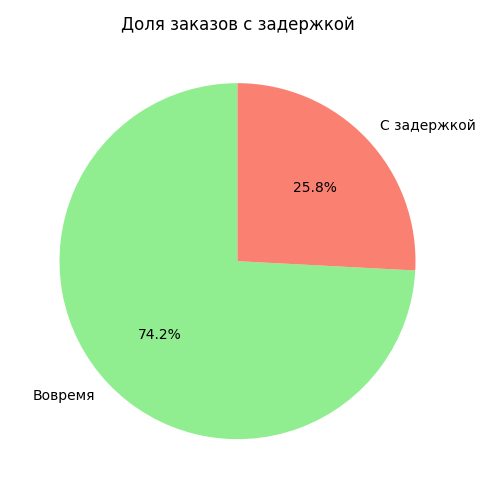 Доля заказов с задержкой
С задержкой
25.8%
74.2%
Вовремя